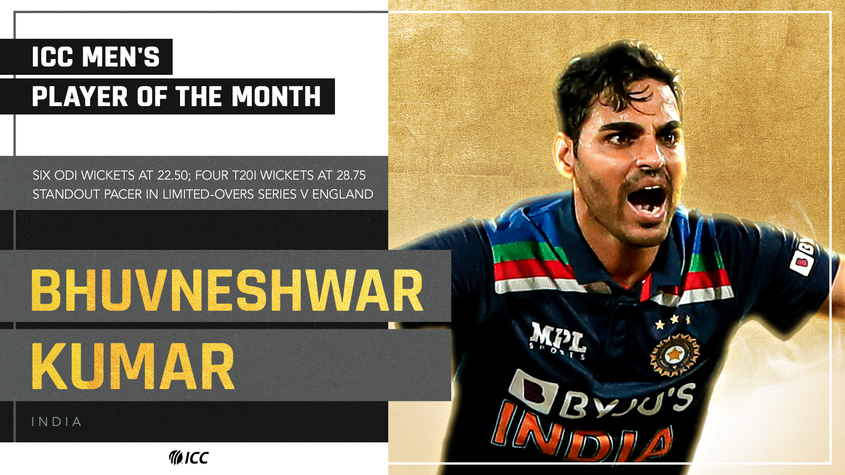 ICC MEN'S
PLAYER OF THE MONTH
SIX ODI WICKETS AT 22.50; FOUR T20I WICKETS AT 28.75
STANDOUT PACER IN LIMITED-OVERS SERIES V ENGLAND
BHUVNESHWAR
KUMAR
INDIA
ICC
MPL
SPORTS
BYJU'S
INDIA
BY